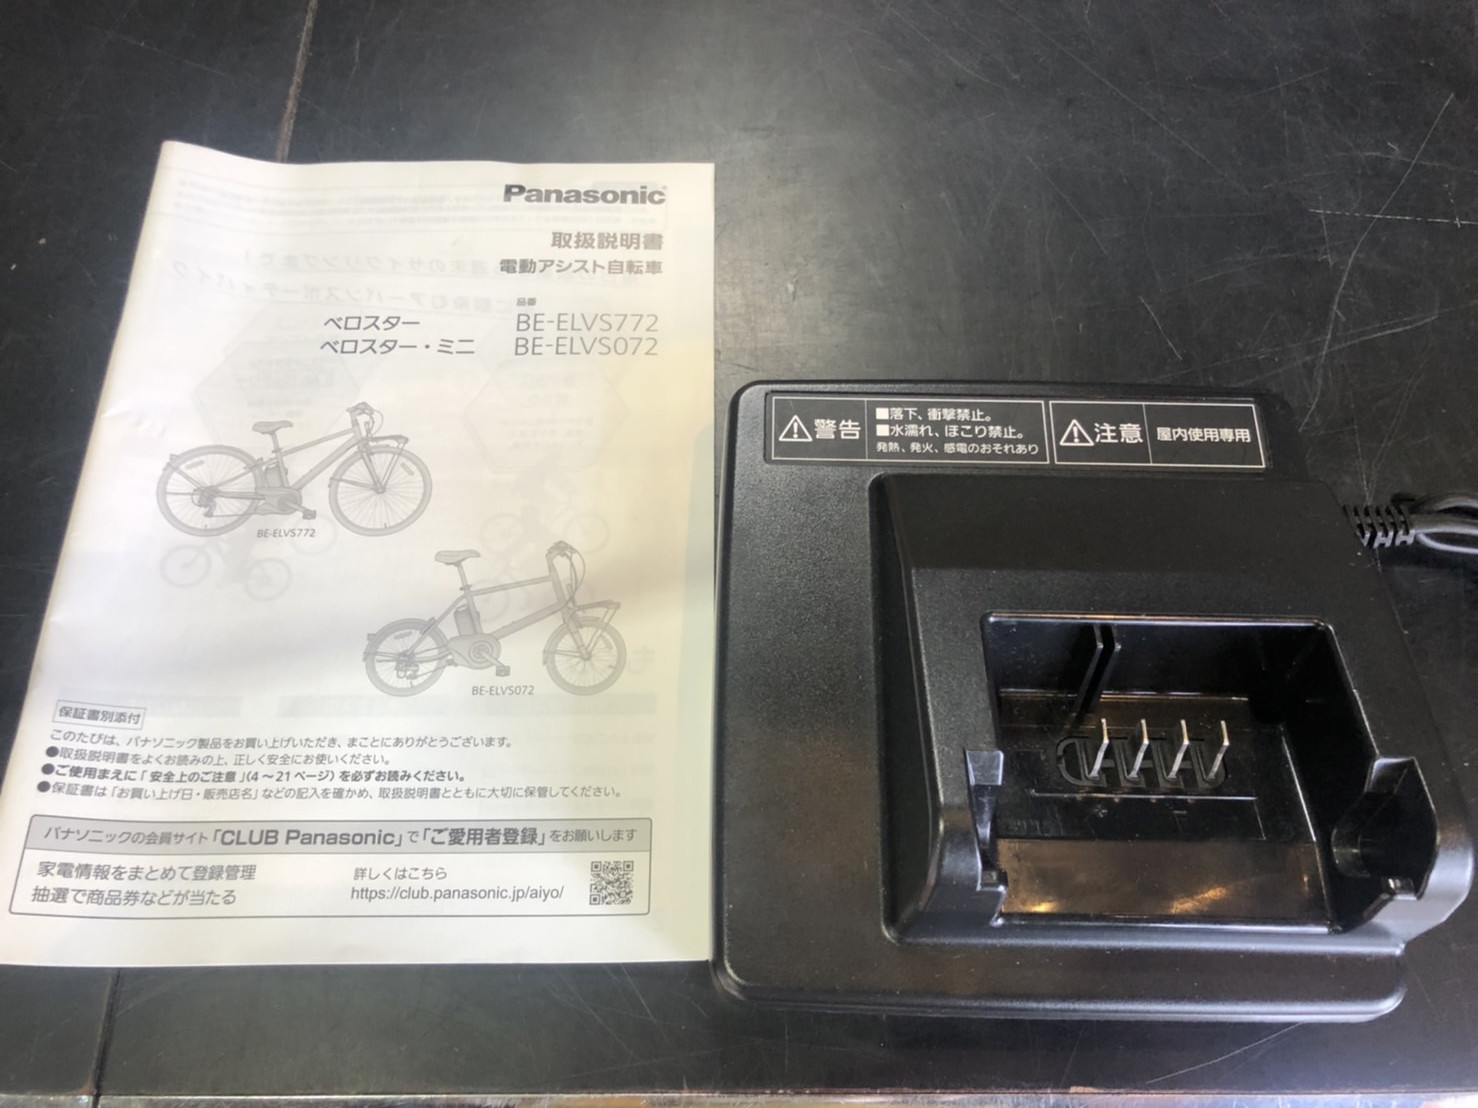 Panasonic
取扱説明書
電動アシスト自転車
品番
ベロスター BE-ELVS772
ベロスター・ミニ BE-ELVS072
BE-ELVS772
BE-ELVS072
保証書別添付
このたびは、パナソニック製品をお買い上げいただき、まことにありがとうございます。
●取扱説明書をよくお読みの上、正しく安全にお使いください。
●ご使用まえに「安全上のご注意」(4〜21ページ)を必ずお読みください。
●保証書は「お買い上げ日・販売店名」などの記入を確かめ、取扱説明書とともに大切に保管してください。
パナソニックの会員サイト「CLUB Panasonic」で「ご愛用者登録」をお願いします
家電情報をまとめて登録管理
抽選で商品券などが当たる
詳しくはこちら
https://club.panasonic.jp/aiyo/
警告
■落下、衝撃禁止。
■水濡れ、ほこり禁止。
発熱、発火、感電のおそれあり
注意
屋内使用専用